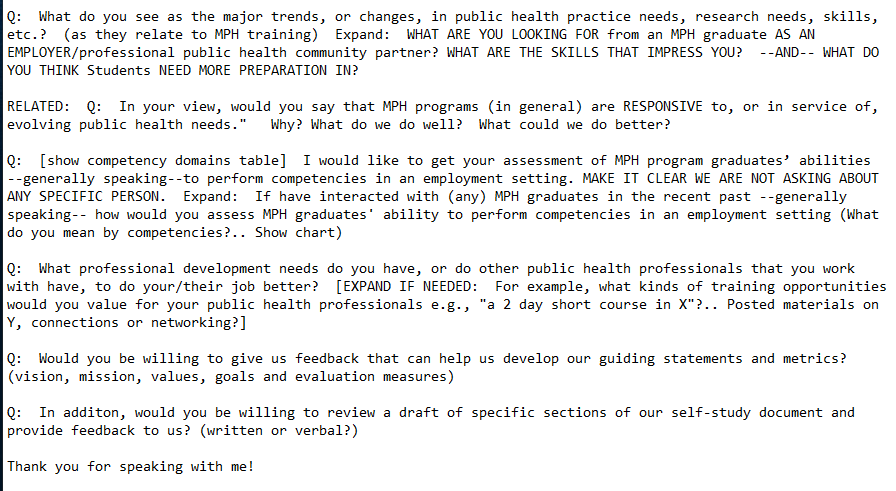 Q:  What do you see as the major trends, or changes, in public health practice needs, research needs, skills,
etc.?  (as they relate to MPH training)  Expand:  WHAT ARE YOU LOOKING FOR from an MPH graduate AS AN
EMPLOYER/professional public health community partner? WHAT ARE THE SKILLS THAT IMPRESS YOU?  --AND-- WHAT DO
YOU THINK Students NEED MORE PREPARATION IN?

RELATED:  Q:  In your view, would you say that MPH programs (in general) are RESPONSIVE to, or in service of,
evolving public health needs."   Why? What do we do well?  What could we do better?

Q:  [show competency domains table]  I would like to get your assessment of MPH program graduates’ abilities
--generally speaking--to perform competencies in an employment setting. MAKE IT CLEAR WE ARE NOT ASKING ABOUT
ANY SPECIFIC PERSON.  Expand:  If have interacted with (any) MPH graduates in the recent past --generally
speaking-- how would you assess MPH graduates' ability to perform competencies in an employment setting (What
do you mean by competencies?.. Show chart)

Q:  What professional development needs do you have, or do other public health professionals that you work
with have, to do your/their job better?  [EXPAND IF NEEDED:  For example, what kinds of training opportunities
would you value for your public health professionals e.g., "a 2 day short course in X"?.. Posted materials on
Y, connections or networking?]

Q:  Would you be willing to give us feedback that can help us develop our guiding statements and metrics?
(vision, mission, values, goals and evaluation measures)

Q:  In additon, would you be willing to review a draft of specific sections of our self-study document and
provide feedback to us? (written or verbal?)

Thank you for speaking with me!